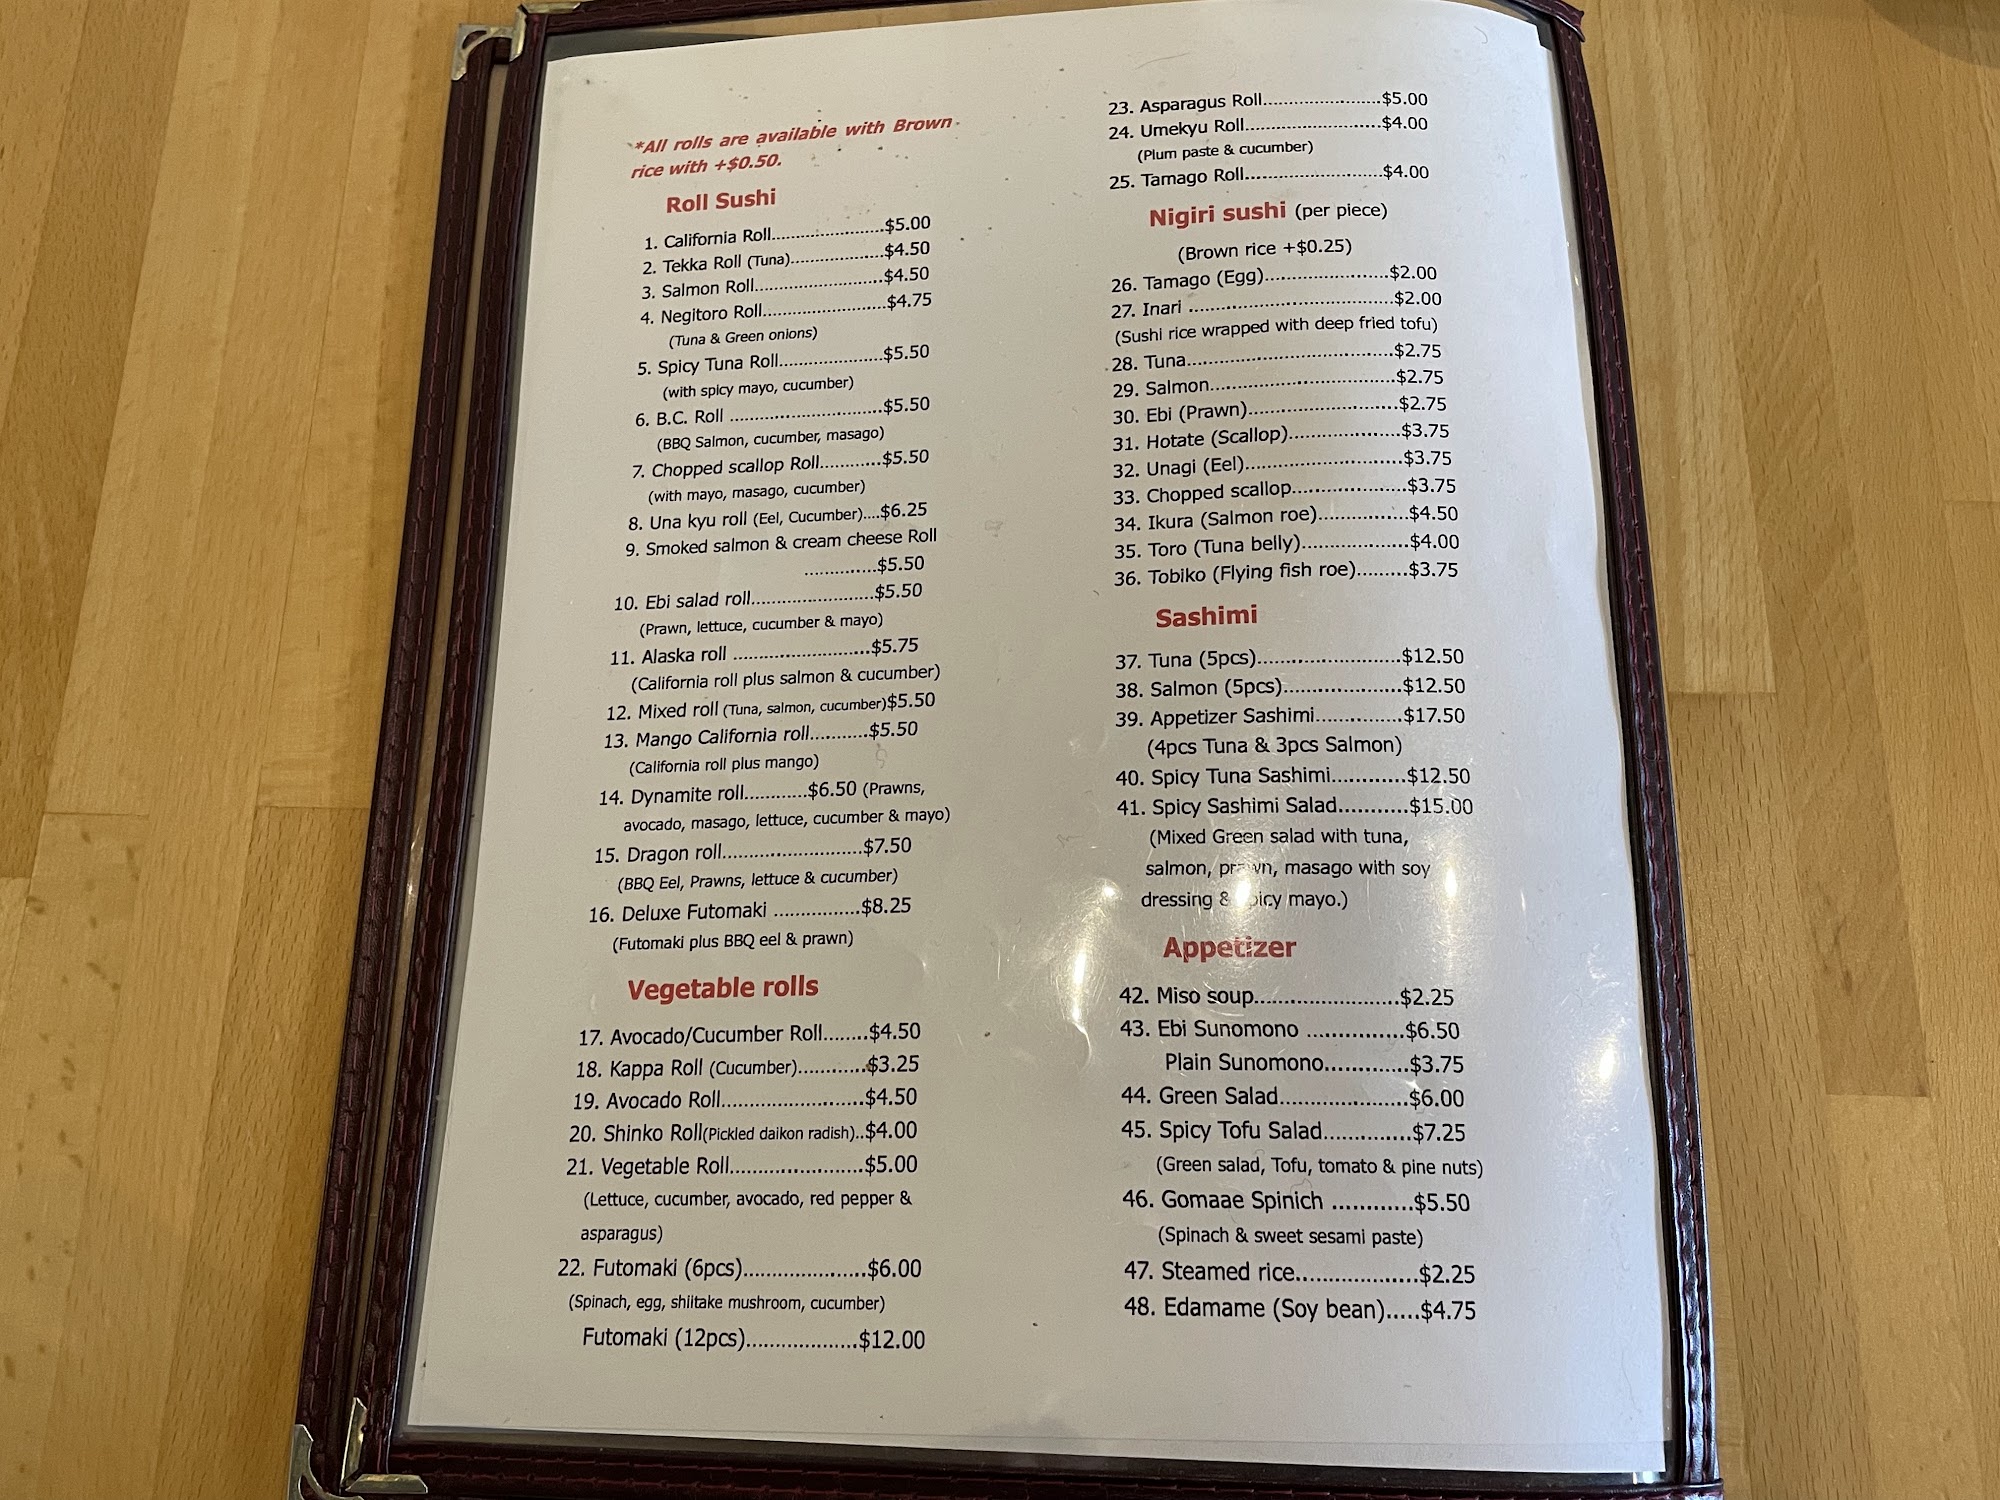 *All rolls are available with Brown
rice with +$0.50.
Roll Sushi
1. California Roll.......................$5.00
2. Tekka Roll (Tuna)...................$4.50
3. Salmon Roll..........................$4.50
4. Negitoro Roll.........................$4.75
(Tuna & Green onions)
5. Spicy Tuna Roll.....................$5.50
(with spicy mayo, cucumber)
6. B.C. Roll ...............................$5.50
(BBQ Salmon, cucumber, masago)
7. Chopped scallop Roll............$5.50
(with mayo, masago, cucumber)
8. Una kyu roll (Eel, Cucumber)....$6.25
9. Smoked salmon & cream cheese Roll
..............$5.50
10. Ebi salad roll........................$5.50
(Prawn, lettuce, cucumber & mayo)
11. Alaska roll ..........................$5.75
(California roll plus salmon & cucumber)
12. Mixed roll (Tuna, salmon, cucumber)$5.50
13. Mango California roll...........$5.50
(California roll plus mango)
14. Dynamite roll............$6.50 (Prawns,
avocado, masago, lettuce, cucumber & mayo)
15. Dragon roll..........................$7.50
(BBQ Eel, Prawns, lettuce & cucumber)
16. Deluxe Futomaki ................$8.25
(Futomaki plus BBQ eel & prawn)
Vegetable rolls
17. Avocado/Cucumber Roll.......$4.50
18. Kappa Roll (Cucumber)............$3.25
19. Avocado Roll........................$4.50
20. Shinko Roll(Pickled daikon radish)..$4.00
21. Vegetable Roll......................$5.00
(Lettuce, cucumber, avocado, red pepper &
asparagus)
22. Futomaki (6pcs)....................$6.00
(Spinach, egg, shiitake mushroom, cucumber)
Futomaki (12pcs)...................$12.00
23. Asparagus Roll.......................$5.00
24. Umekyu Roll..........................$4.00
(Plum paste & cucumber)
25. Tamago Roll..........................$4.00
Nigiri sushi (per piece)
(Brown rice +$0.25)
26. Tamago (Egg)......................$2.00
27. Inari ....................................$2.00
(Sushi rice wrapped with deep fried tofu)
28. Tuna.....................................$2.75
29. Salmon.................................$2.75
30. Ebi (Prawn)..........................$2.75
31. Hotate (Scallop)...................$3.75
32. Unagi (Eel)...........................$3.75
33. Chopped scallop...................$3.75
34. Ikura (Salmon roe)...............$4.50
35. Toro (Tuna belly)..................$4.00
36. Tobiko (Flying fish roe).........$3.75
Sashimi
37. Tuna (5pcs)........................$12.50
38. Salmon (5pcs)....................$12.50
39. Appetizer Sashimi...............$17.50
(4pcs Tuna & 3pcs Salmon)
40. Spicy Tuna Sashimi............$12.50
41. Spicy Sashimi Salad...........$15.00
(Mixed Green salad with tuna,
salmon, prawn, masago with soy
dressing & spicy mayo.)
Appetizer
42. Miso soup.......................$2.25
43. Ebi Sunomono ...............$6.50
Plain Sunomono.............$3.75
44. Green Salad.....................$6.00
45. Spicy Tofu Salad..............$7.25
(Green salad, Tofu, tomato & pine nuts)
46. Gomaae Spinich ............$5.50
(Spinach & sweet sesami paste)
47. Steamed rice...................$2.25
48. Edamame (Soy bean).....$4.75